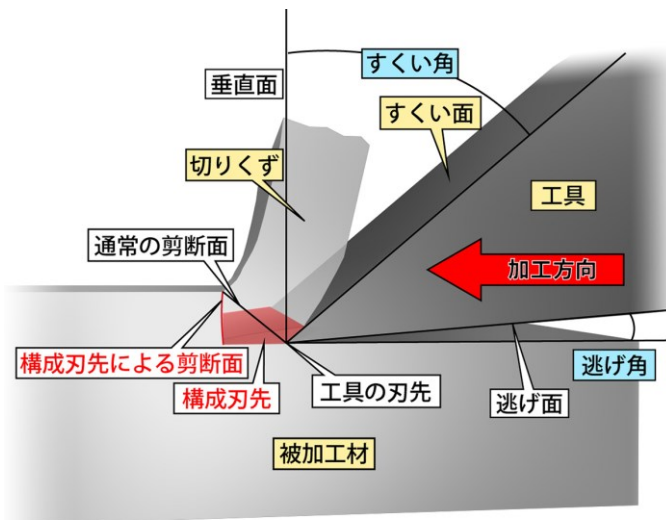 すくい角
垂直面
すくい面
切りくず
工具
通常の剪断面
加工方向
構成刃先による剪断面
構成刃先
工具の刃先
逃げ面
逃げ角
被加工材